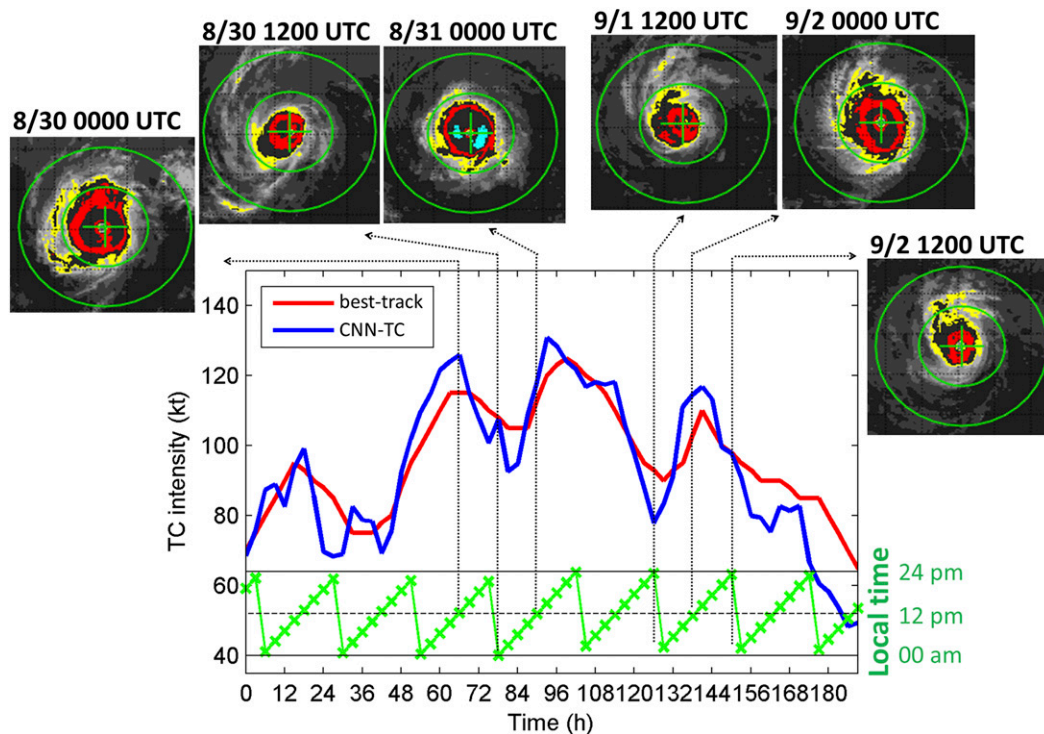 8/30 0000 UTC
8/30 1200 UTC
8/31 0000 UTC
9/1 1200 UTC
9/2 0000 UTC
9/2 1200 UTC
best-track
CNN-TC
TC intensity (kt)
140
120
100
80
60
40
24 pm
12 pm
00 am
Local time
0 12 24 36 48 60 72 84 96 108 120 132 144 156 168 180
Time (h)